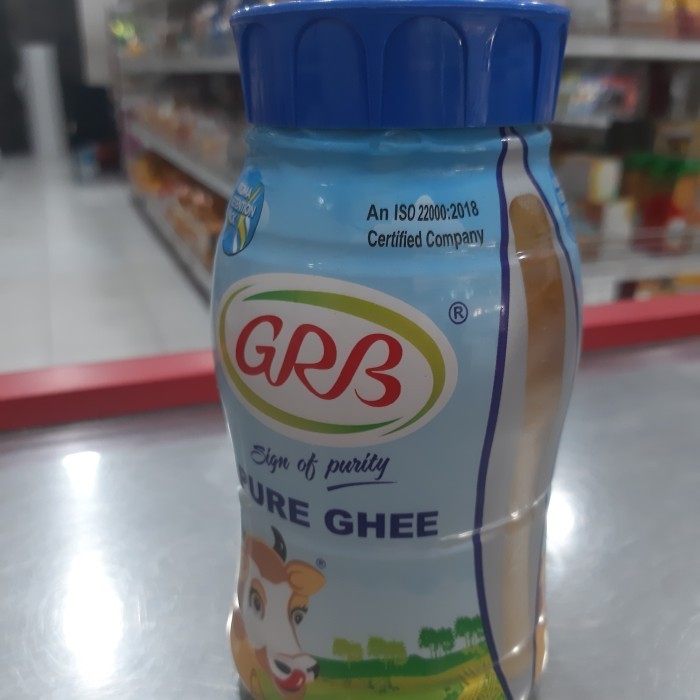 An ISO 22000:2018
Certified Company
GRB
®
Sign of purity
PURE GHEE
®